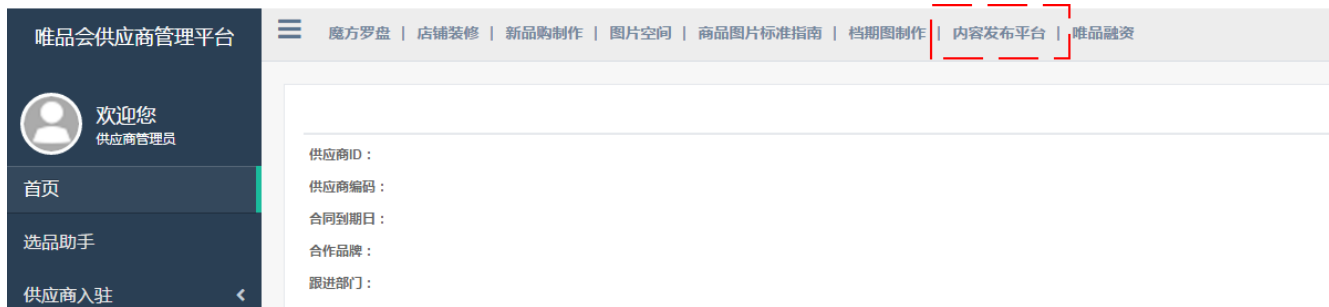 唯品会供应商管理平台
魔方罗盘 | 店铺装修 | 新品购制作 | 图片空间 | 商品图片标准指南 | 档期图制作 | 内容发布平台 | 唯品融资
欢迎您
供应商管理员
首页
选品助手
供应商入驻
供应商ID：
供应商编码：
合同到期日：
合作品牌：
跟进部门：